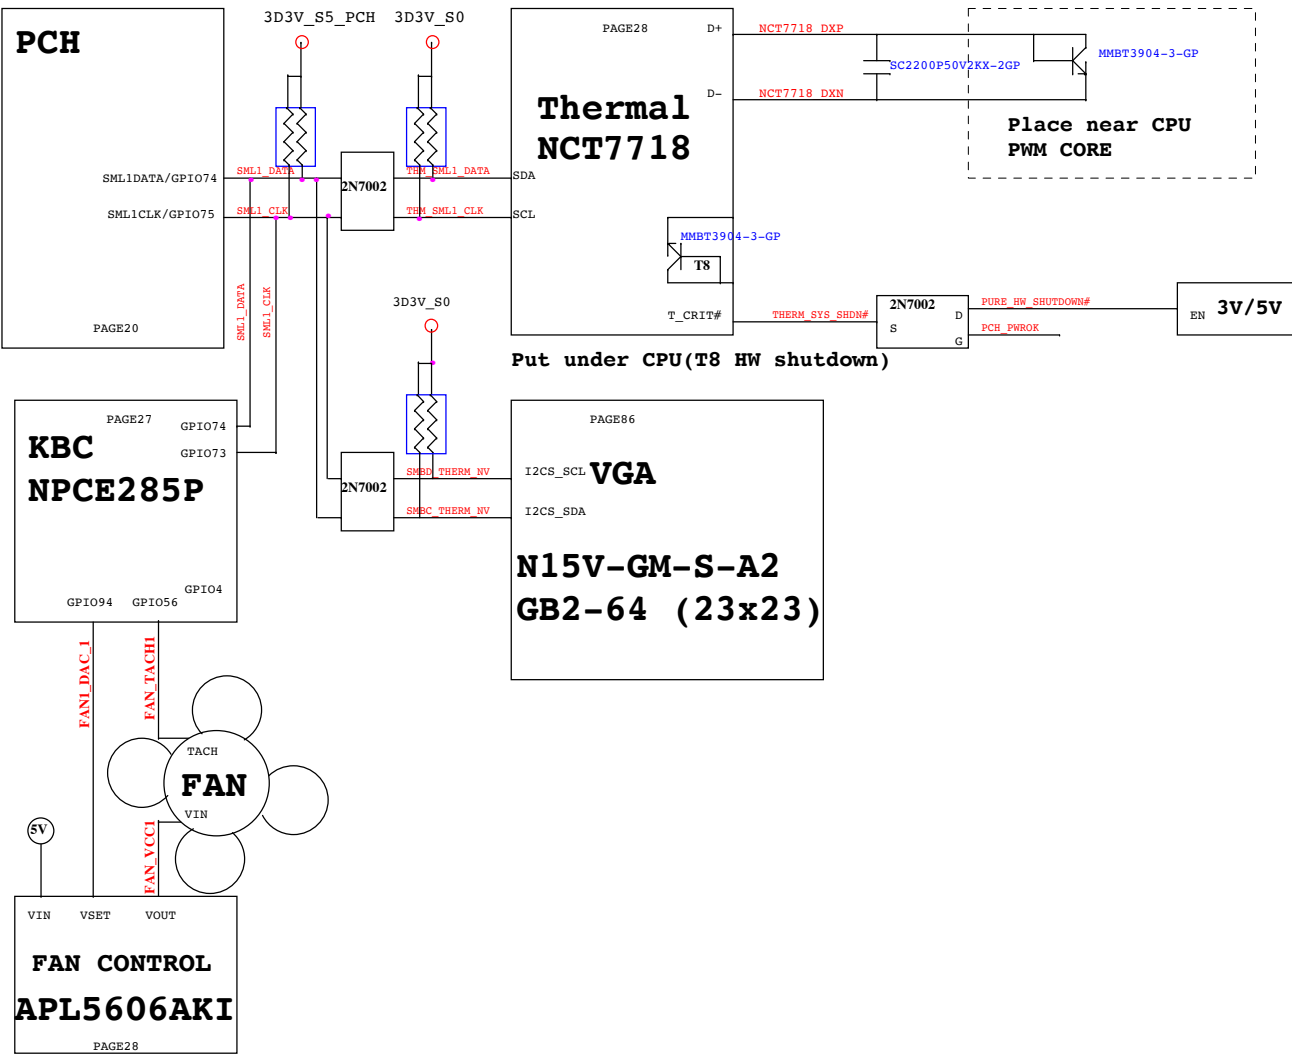 3D3V_S5_PCH
3D3V_S0
PCH
SML1DATA/GPIO74
SML1CLK/GPIO75
PAGE20
SML1_DATA
SML1_CLK
SML1_DATA
SML1_CLK
2N7002
THM_SML1_DATA
THM_SML1_CLK
PAGE28
D+
D-
Thermal
NCT7718
SDA
SCL
MMBT3904-3-GP
T8
T_CRIT#
NCT7718_DXP
NCT7718_DXN
SC2200P50V2KX-2GP
MMBT3904-3-GP
Place near CPU
PWM CORE
THERM_SYS_SHDN#
2N7002
S
D
G
PURE_HW_SHUTDOWN#
PCH_PWROK
EN
3V/5V
Put under CPU(T8 HW shutdown)
3D3V_S0
PAGE27
GPIO74
GPIO73
KBC
NPCE285P
GPIO4
GPIO94
GPIO56
2N7002
SMBD_THERM_NV
SMBC_THERM_NV
PAGE86
I2CS_SCL
VGA
I2CS_SDA
N15V-GM-S-A2
GB2-64 (23x23)
FAN1_DAC_1
FAN_TACH1
TACH
FAN
VIN
5V
FAN_VCC1
VIN
VSET
VOUT
FAN CONTROL
APL5606AKI
PAGE28